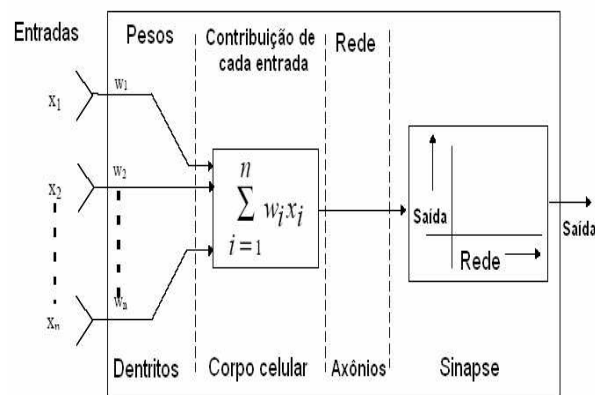 Entradas
Pesos
Contribuição de
cada entrada
Rede
x1
w1
x2
w2
xn
wn
n
∑ wixi
i=1
Saída
Rede
Saída
Dentritos
Corpo celular
Axônios
Sinapse